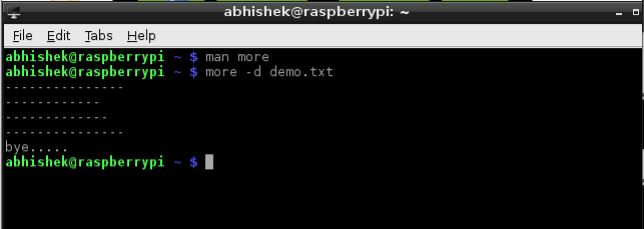 abhishek@raspberrypi: ~
File Edit Tabs Help
abhishek@raspberrypi ~ $ man more
abhishek@raspberrypi ~ $ more -d demo.txt
---------------
------------
-------------
---------------
bye.....
abhishek@raspberrypi ~ $